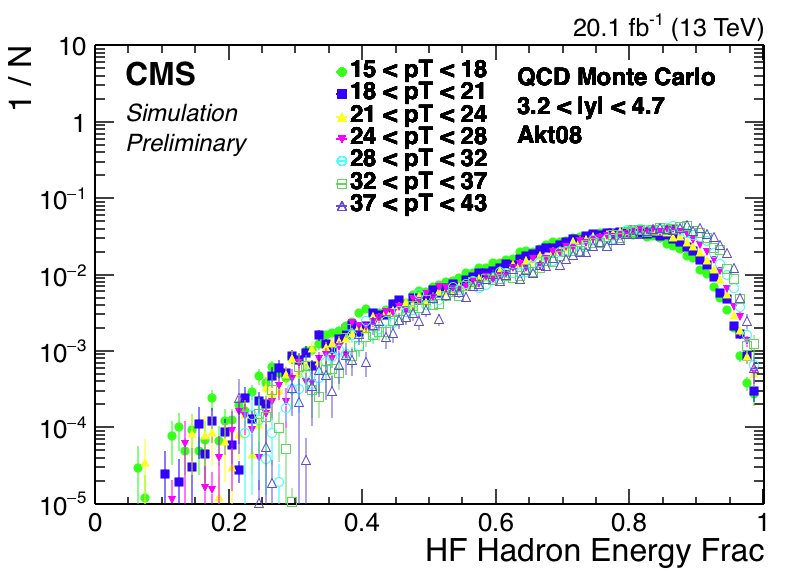 20.1 fb-1 (13 TeV)
1 / N
CMS
Simulation
Preliminary
15 < pT < 18
18 < pT < 21
21 < pT < 24
24 < pT < 28
28 < pT < 32
32 < pT < 37
37 < pT < 43
QCD Monte Carlo
3.2 < |y| < 4.7
Akt08
10
1
10−1
10−2
10−3
10−4
10−5
0 0.2 0.4 0.6 0.8 1
HF Hadron Energy Frac